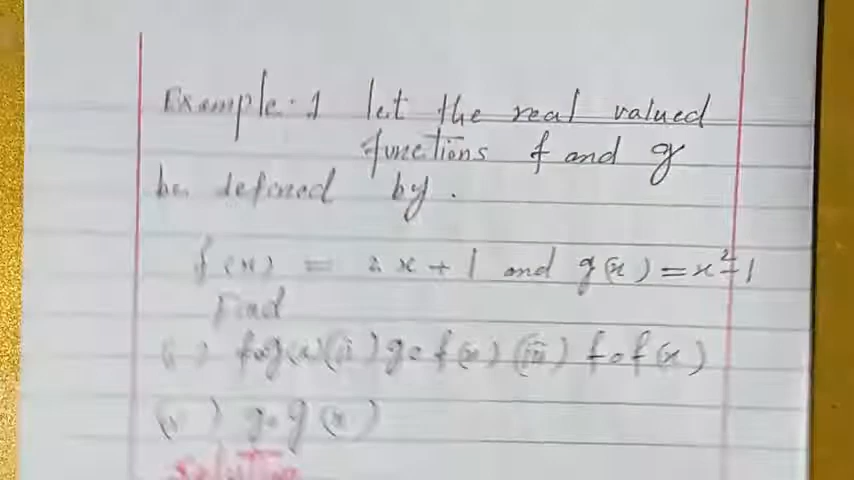 Example-1 let the real valued
functions f and g
be defined by.
f(x) = 2x + 1 and g(x) = x²-1
Find
(i) fog(x) (ii) gof(x) (iii) fof(x)
( ) gog(x)
Solution